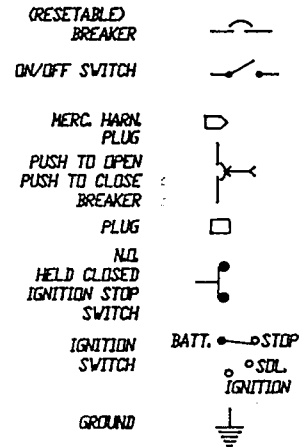 (RESETABLE)
BREAKER
ON/OFF SWITCH
MERC. HARN.
PLUG
PUSH TO OPEN
PUSH TO CLOSE
BREAKER
PLUG
N.O.
HELD CLOSED
IGNITION STOP
SWITCH
IGNITION
SWITCH
BATT. STOP
SOL.
IGNITION
GROUND